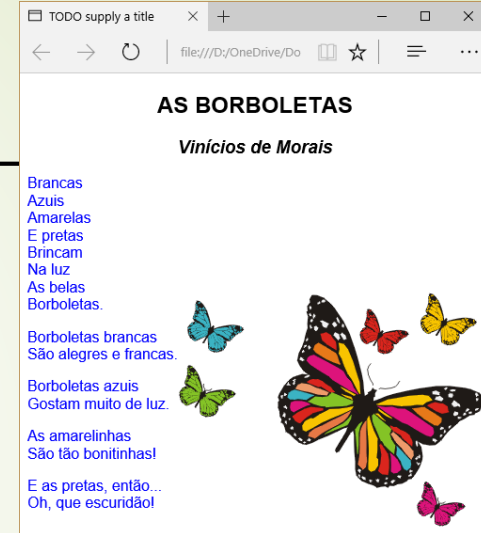 TODO supply a title
file:///D:/OneDrive/Do
AS BORBOLETAS
Vinícios de Morais
Brancas
Azuis
Amarelas
E pretas
Brincam
Na luz
As belas
Borboletas.
Borboletas brancas
São alegres e francas.
Borboletas azuis
Gostam muito de luz.
As amarelinhas
São tão bonitinhas!
E as pretas, então...
Oh, que escuridão!